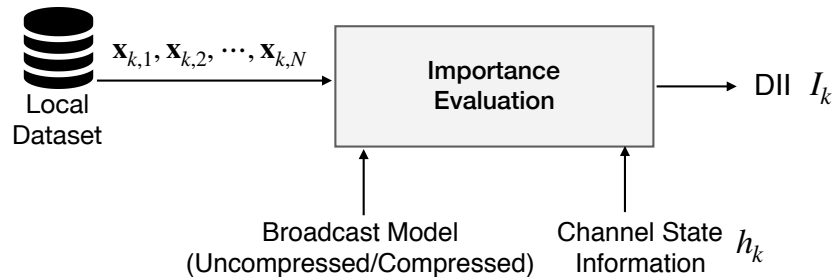 x_{k,1}, x_{k,2}, ⋯, x_{k,N}
Local
Dataset
Importance
Evaluation
DII I_k
Broadcast Model
(Uncompressed/Compressed)
Channel State
Information h_k